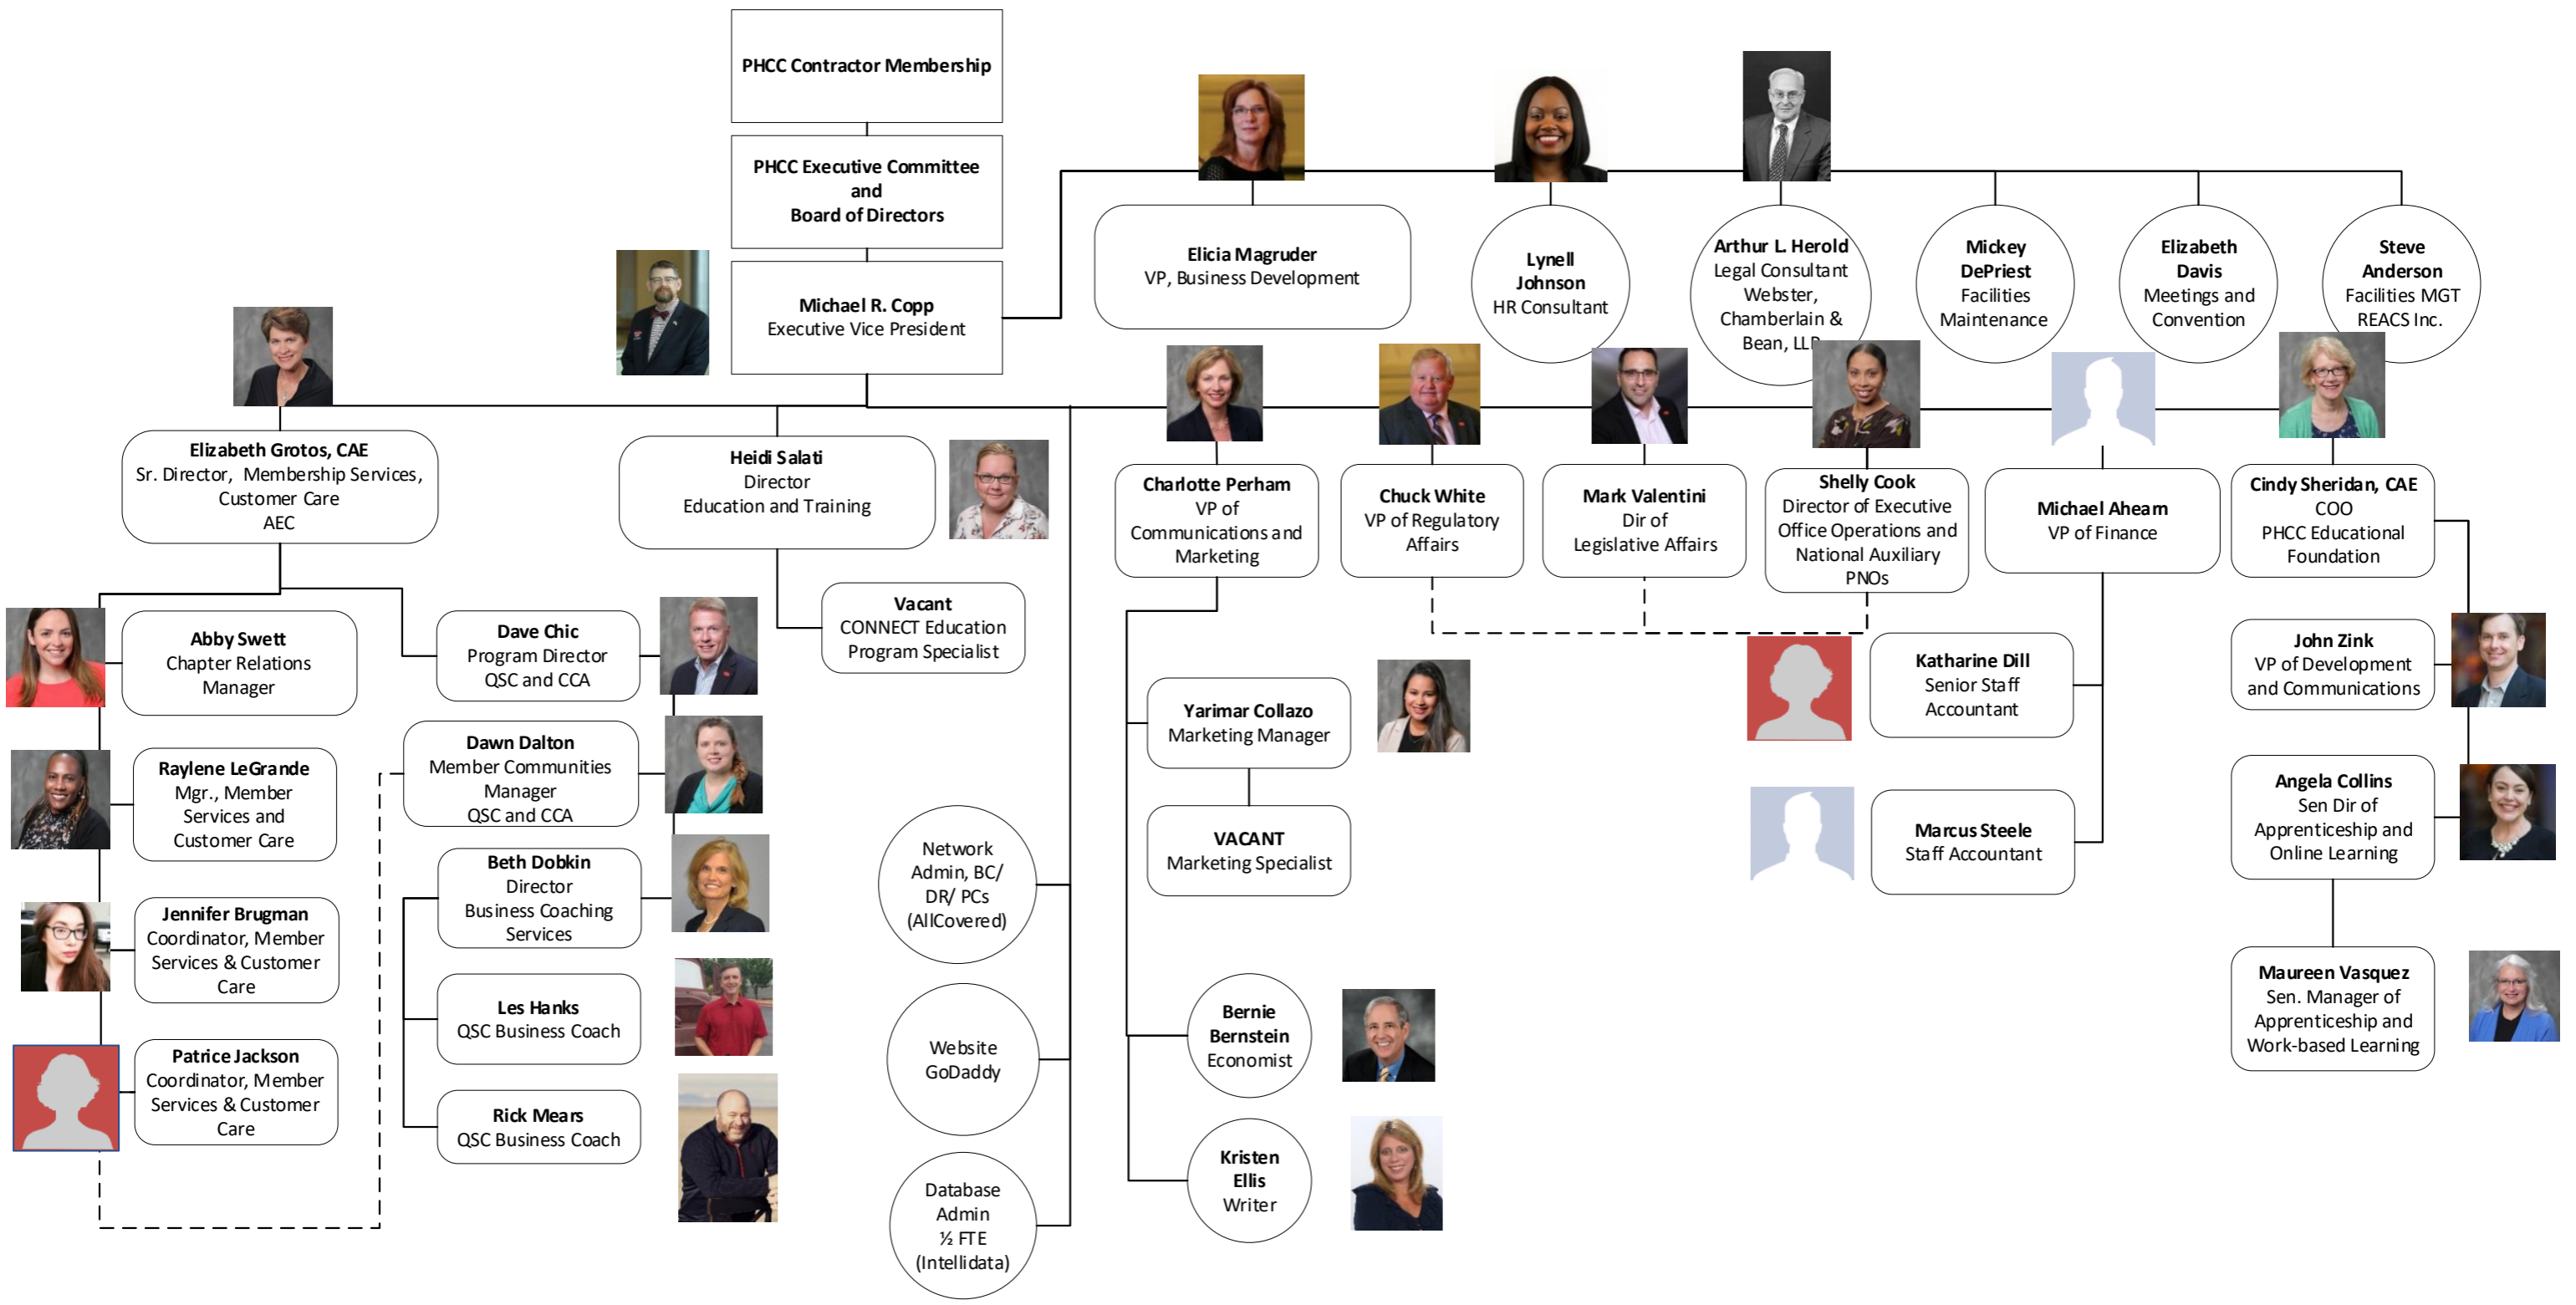 PHCC Contractor Membership
PHCC Executive Committee
and
Board of Directors
Michael R. Copp
Executive Vice President
Elicia Magruder
VP, Business Development
Lynell
Johnson
HR Consultant
Arthur L. Herold
Legal Consultant
Webster,
Chamberlain &
Bean, LLP
Mickey
DePriest
Facilities
Maintenance
Elizabeth
Davis
Meetings and
Convention
Steve
Anderson
Facilities MGT
REACS Inc.
Elizabeth Grotos, CAE
Sr. Director, Membership Services,
Customer Care
AEC
Heidi Salati
Director
Education and Training
Charlotte Perham
VP of
Communications and
Marketing
Chuck White
VP of Regulatory
Affairs
Mark Valentini
Dir of
Legislative Affairs
Shelly Cook
Director of Executive
Office Operations and
National Auxiliary
PNOs
Michael Aheam
VP of Finance
Cindy Sheridan, CAE
COO
PHCC Educational
Foundation
Abby Swett
Chapter Relations
Manager
Raylene LeGrande
Mgr., Member
Services and
Customer Care
Jennifer Brugman
Coordinator, Member
Services & Customer
Care
Patrice Jackson
Coordinator, Member
Services & Customer
Care
Dave Chic
Program Director
QSC and CCA
Dawn Dalton
Member Communities
Manager
QSC and CCA
Beth Dobkin
Director
Business Coaching
Services
Les Hanks
QSC Business Coach
Rick Mears
QSC Business Coach
Vacant
CONNECT Education
Program Specialist
Network
Admin, BC/
DR/ PCs
(AllCovered)
Website
GoDaddy
Database
Admin
½ FTE
(Intellidata)
Yarimar Collazo
Marketing Manager
VACANT
Marketing Specialist
Bernie
Bernstein
Economist
Kristen
Ellis
Writer
Katharine Dill
Senior Staff
Accountant
Marcus Steele
Staff Accountant
John Zink
VP of Development
and Communications
Angela Collins
Sen Dir of
Apprenticeship and
Online Learning
Maureen Vasquez
Sen. Manager of
Apprenticeship and
Work-based Learning